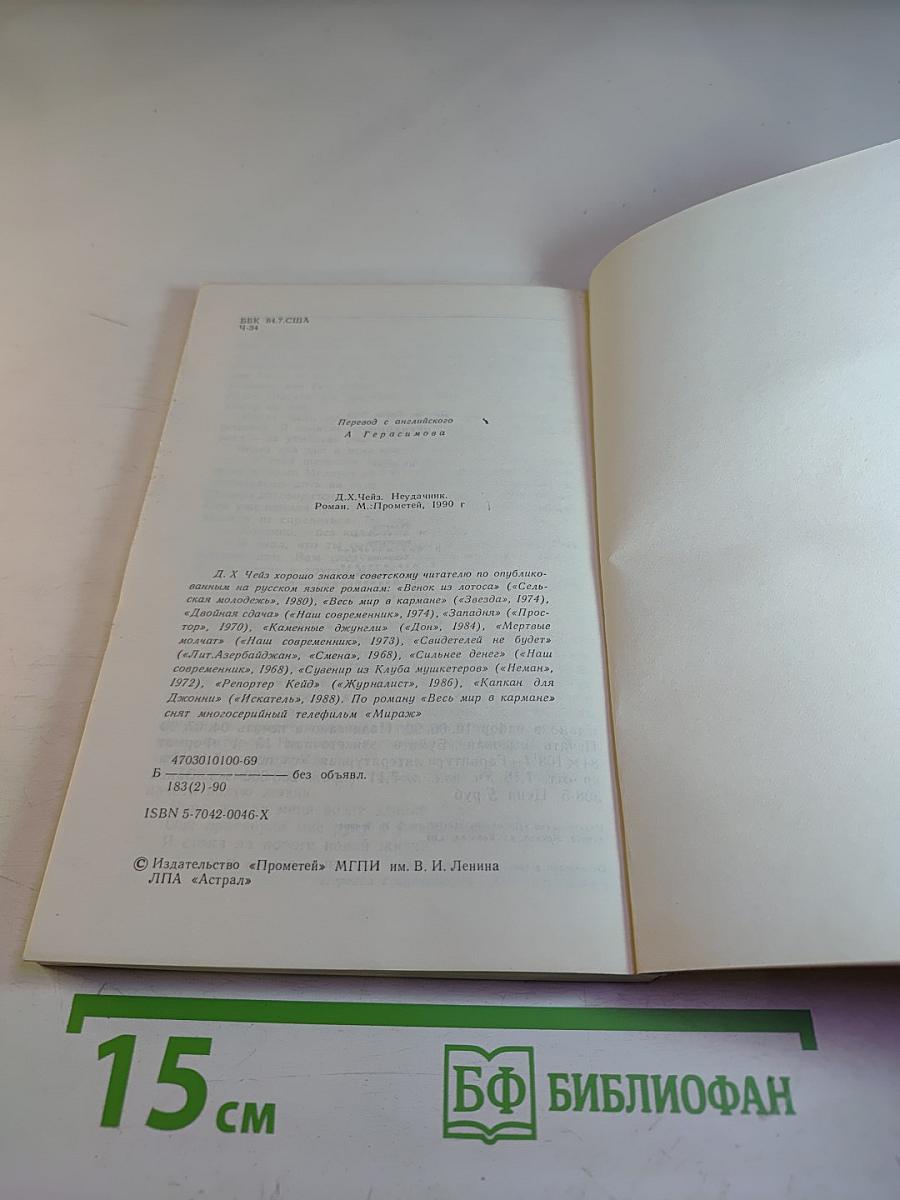 ББК 84.7.США
Ч-34
Перевод с английского
А Герасимова
Д.Х.Чейз. Неудачник.
Роман. М.:Прометей, 1990 г
Д. Х Чейз хорошо знаком советскому читателю по опублико-
ванным на русском языке романам: «Венок из лотоса» («Сель-
ская молодежь», 1980), «Весь мир в кармане» («Звезда», 1974),
«Двойная сдача» («Наш современник», 1974), «Западня» («Прос-
тор», 1970), «Каменные джунгли» («Дон», 1984), «Мертвые
молчат» («Наш современник», 1973), «Свидетелей не будет»
(«Лит.Азербайджан», «Смена», 1968), «Сильнее денег» («Наш
современник», 1968), «Сувенир из Клуба мушкетеров» («Неман»,
1972), «Репортер Кейд» («Журналист», 1986), «Капкан для
Джонни» («Искатель», 1988). По роману «Весь мир в кармане»
снят многосерийный телефильм «Мираж»
4703010100-69
Б ——————————— без объявл.
183(2)-90
ISBN 5-7042-0046-X
© Издательство «Прометей» МГПИ им. В. И. Ленина
ЛПА «Астрал»
15 см
БФ БИБЛИОФАН